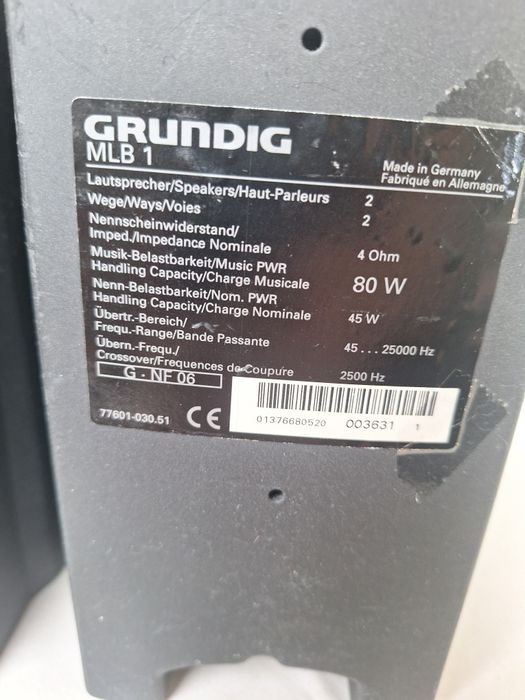 GRUNDIG
MLB 1
Made in Germany
Fabriqué en Allemagne
Lautsprecher/Speakers/Haut-Parleurs 2
Wege/Ways/Voies 2
Nennscheinwiderstand/
Imped./Impedance Nominale 4 Ohm
Musik-Belastbarkeit/Music PWR
Handling Capacity/Charge Musicale 80 W
Nenn-Belastbarkeit/Nom. PWR
Handling Capacity/Charge Nominale 45 W
Übertr.-Bereich/
Frequ.-Range/Bande Passante 45...25000 Hz
Übern.-Frequ./
Crossover/Frequences de Coupure 2500 Hz
G - NF 06
77601-030.51 CE
01376680520 003631 1